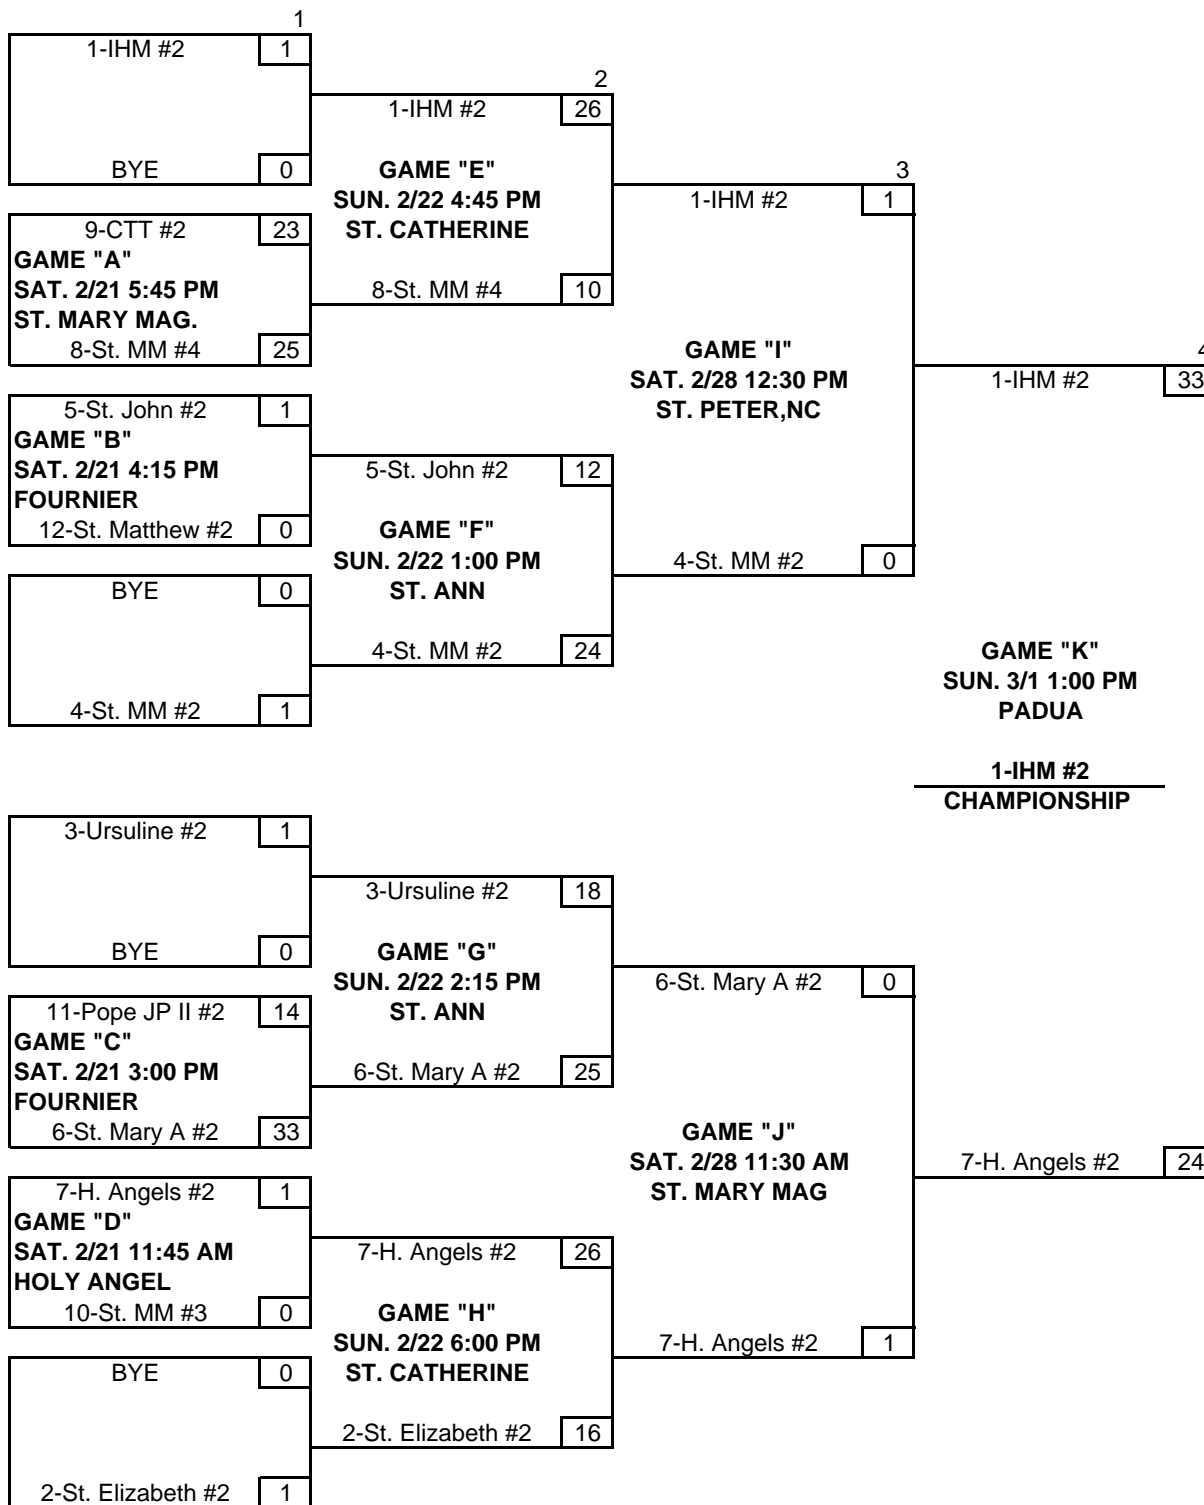 1
1-IHM #2 1
BYE 0
9-CTT #2 23
GAME "A"
SAT. 2/21 5:45 PM
ST. MARY MAG.
8-St. MM #4 25
5-St. John #2 1
GAME "B"
SAT. 2/21 4:15 PM
FOURNIER
12-St. Matthew #2 0
BYE 0
4-St. MM #2 1
3-Ursuline #2 1
BYE 0
11-Pope JP II #2 14
GAME "C"
SAT. 2/21 3:00 PM
FOURNIER
6-St. Mary A #2 33
7-H. Angels #2 1
GAME "D"
SAT. 2/21 11:45 AM
HOLY ANGEL
10-St. MM #3 0
BYE 0
2-St. Elizabeth #2 1
2
1-IHM #2 26
GAME "E"
SUN. 2/22 4:45 PM
ST. CATHERINE
8-St. MM #4 10
5-St. John #2 12
GAME "F"
SUN. 2/22 1:00 PM
ST. ANN
4-St. MM #2 24
3-Ursuline #2 18
GAME "G"
SUN. 2/22 2:15 PM
ST. ANN
6-St. Mary A #2 25
7-H. Angels #2 26
GAME "H"
SUN. 2/22 6:00 PM
ST. CATHERINE
2-St. Elizabeth #2 16
3
1-IHM #2 1
GAME "I"
SAT. 2/28 12:30 PM
ST. PETER,NC
4-St. MM #2 0
6-St. Mary A #2 0
GAME "J"
SAT. 2/28 11:30 AM
ST. MARY MAG
7-H. Angels #2 1
4
1-IHM #2 33
GAME "K"
SUN. 3/1 1:00 PM
PADUA
1-IHM #2
CHAMPIONSHIP
7-H. Angels #2 24